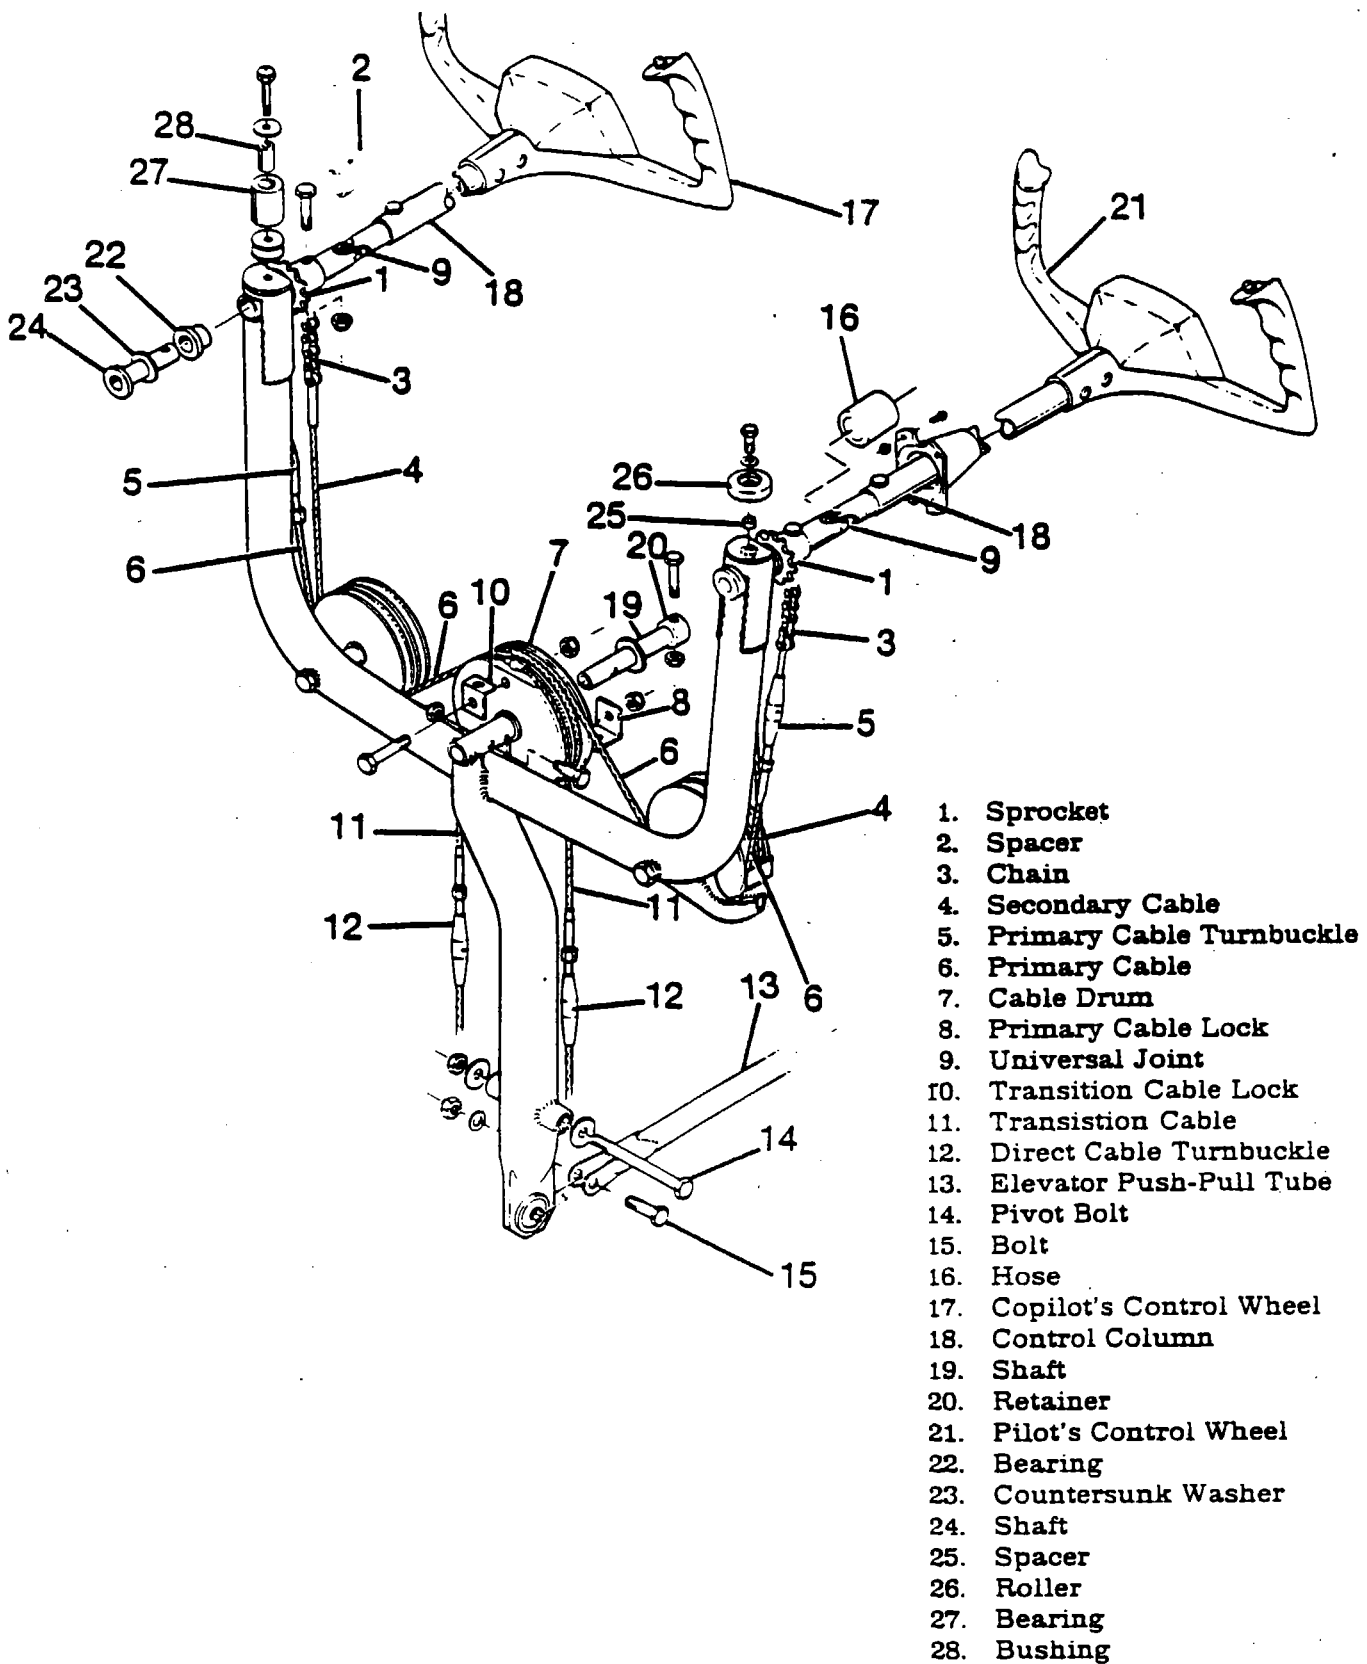 2
28
27
17
21
22
9
1
18
23
24
16
3
5
4
26
25
18
20
9
7
1
6
10
6
19
3
8
5
6
11
4
11
12
12
13
6
14
15
1. Sprocket
2. Spacer
3. Chain
4. Secondary Cable
5. Primary Cable Turnbuckle
6. Primary Cable
7. Cable Drum
8. Primary Cable Lock
9. Universal Joint
10. Transition Cable Lock
11. Transistion Cable
12. Direct Cable Turnbuckle
13. Elevator Push-Pull Tube
14. Pivot Bolt
15. Bolt
16. Hose
17. Copilot's Control Wheel
18. Control Column
19. Shaft
20. Retainer
21. Pilot's Control Wheel
22. Bearing
23. Countersunk Washer
24. Shaft
25. Spacer
26. Roller
27. Bearing
28. Bushing